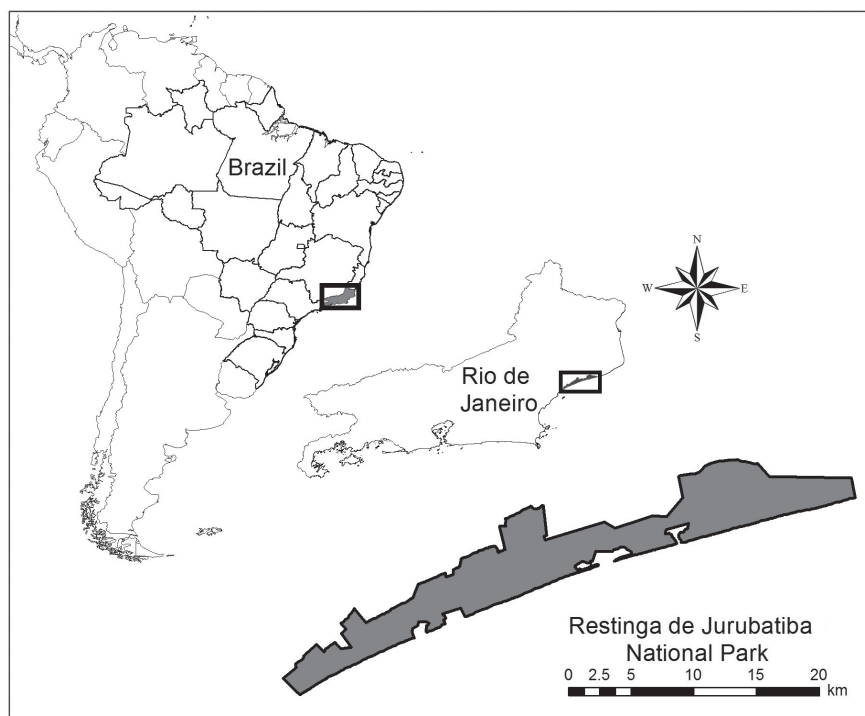 Brazil
N
W
E
S
Rio de
Janeiro
Restinga de Jurubatiba
National Park
0 2.5 5 10 15 20
km